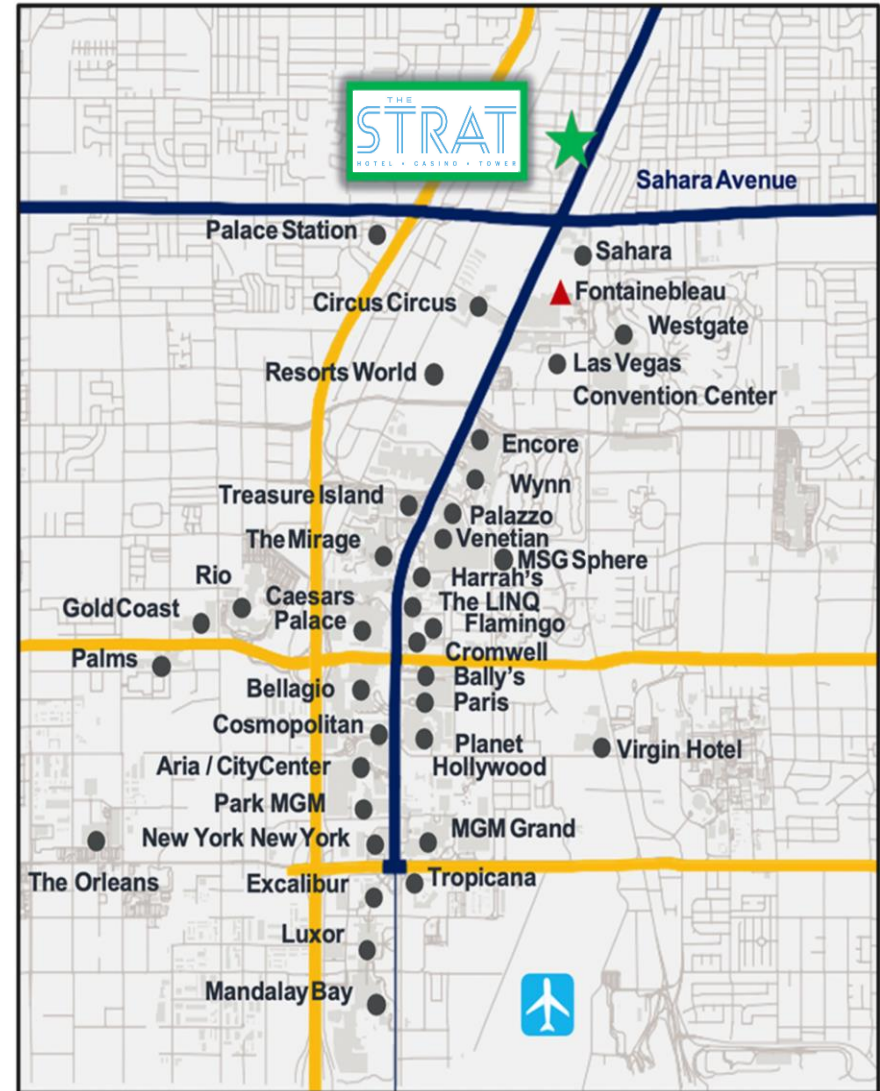 THE
STRAT
HOTEL • CASINO • TOWER
Sahara Avenue
Palace Station
Sahara
Fontainebleau
Circus Circus
Westgate
Las Vegas
Convention Center
Resorts World
Encore
Wynn
Treasure Island
Palazzo
Venetian
The Mirage
MSG Sphere
Harrah's
Rio
Caesars
Palace
The LINQ
Gold Coast
Flamingo
Cromwell
Palms
Bally's
Bellagio
Paris
Cosmopolitan
Planet
Hollywood
Virgin Hotel
Aria / CityCenter
Park MGM
MGM Grand
New York New York
The Orleans
Excalibur
Tropicana
Luxor
Mandalay Bay